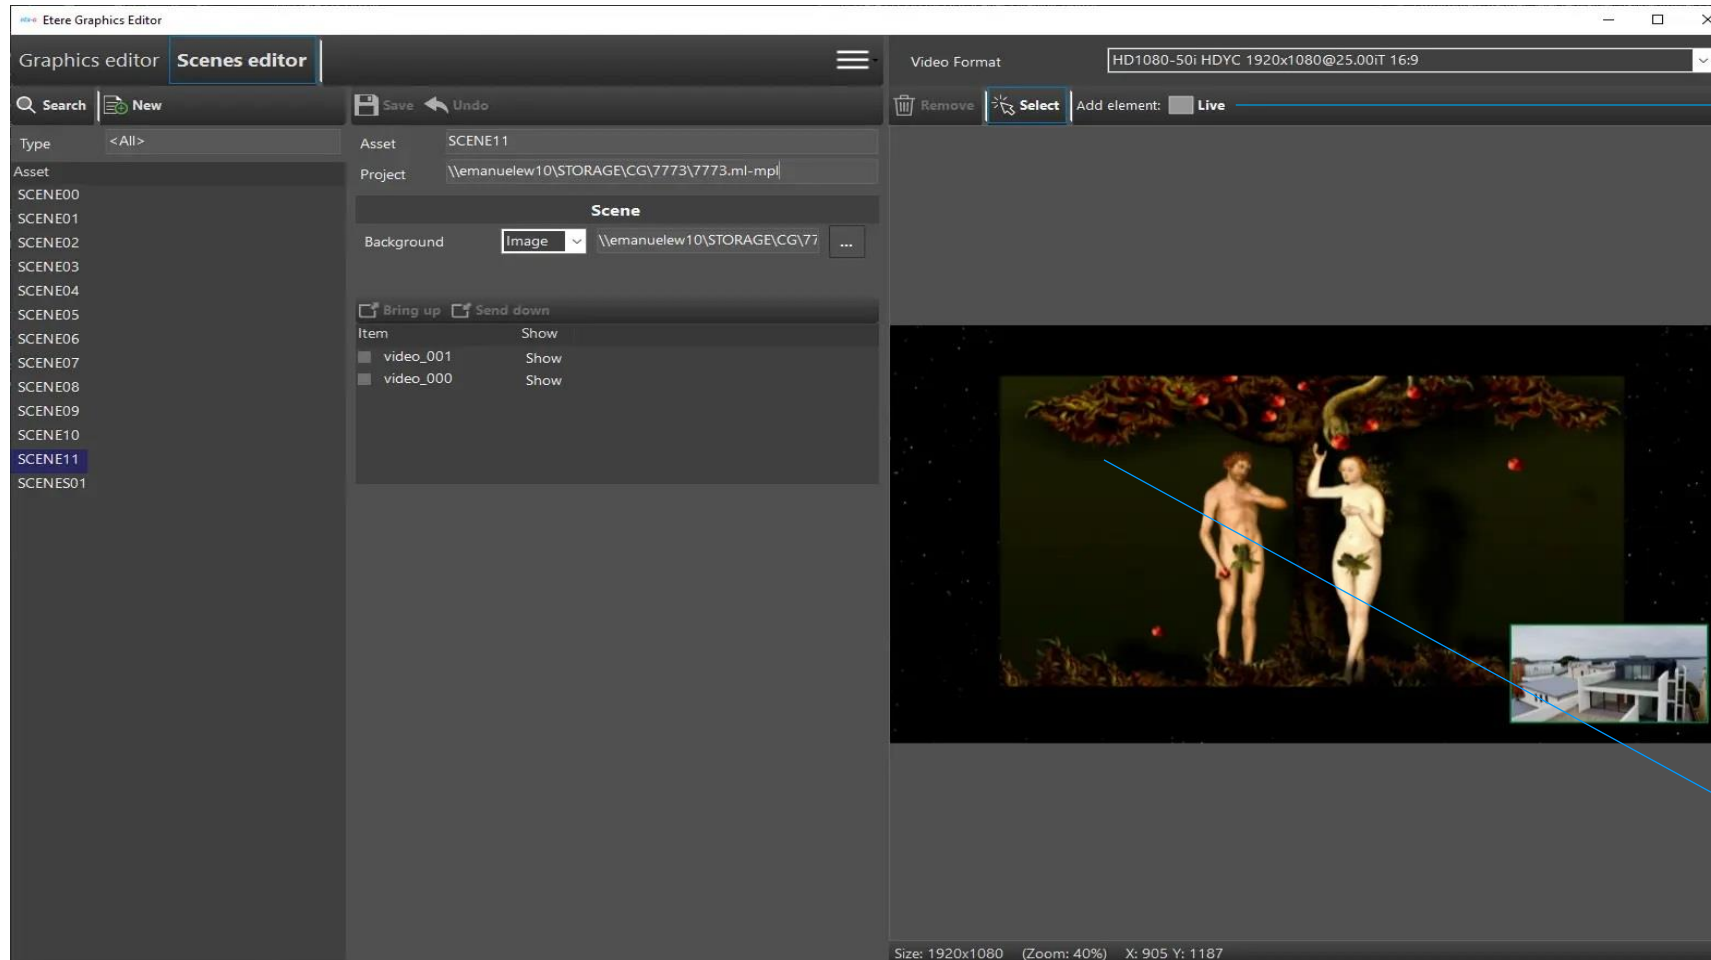 Etere Graphics Editor
Graphics editor Scenes editor
Video Format HD1080-50i HDYC 1920x1080@25.00iT 16:9
Search New Save Undo Remove Select Add element: Live
Type <All>
Asset
SCENE00
SCENE01
SCENE02
SCENE03
SCENE04
SCENE05
SCENE06
SCENE07
SCENE08
SCENE09
SCENE10
SCENE11
SCENES01
Asset SCENE11
Project \\emanuelew10\STORAGE\CG\7773\7773.ml-mpl
Scene
Background Image \\emanuelew10\STORAGE\CG\77 ...
Bring up Send down
Item Show
video_001 Show
video_000 Show
Size: 1920x1080 (Zoom: 40%) X: 905 Y: 1187